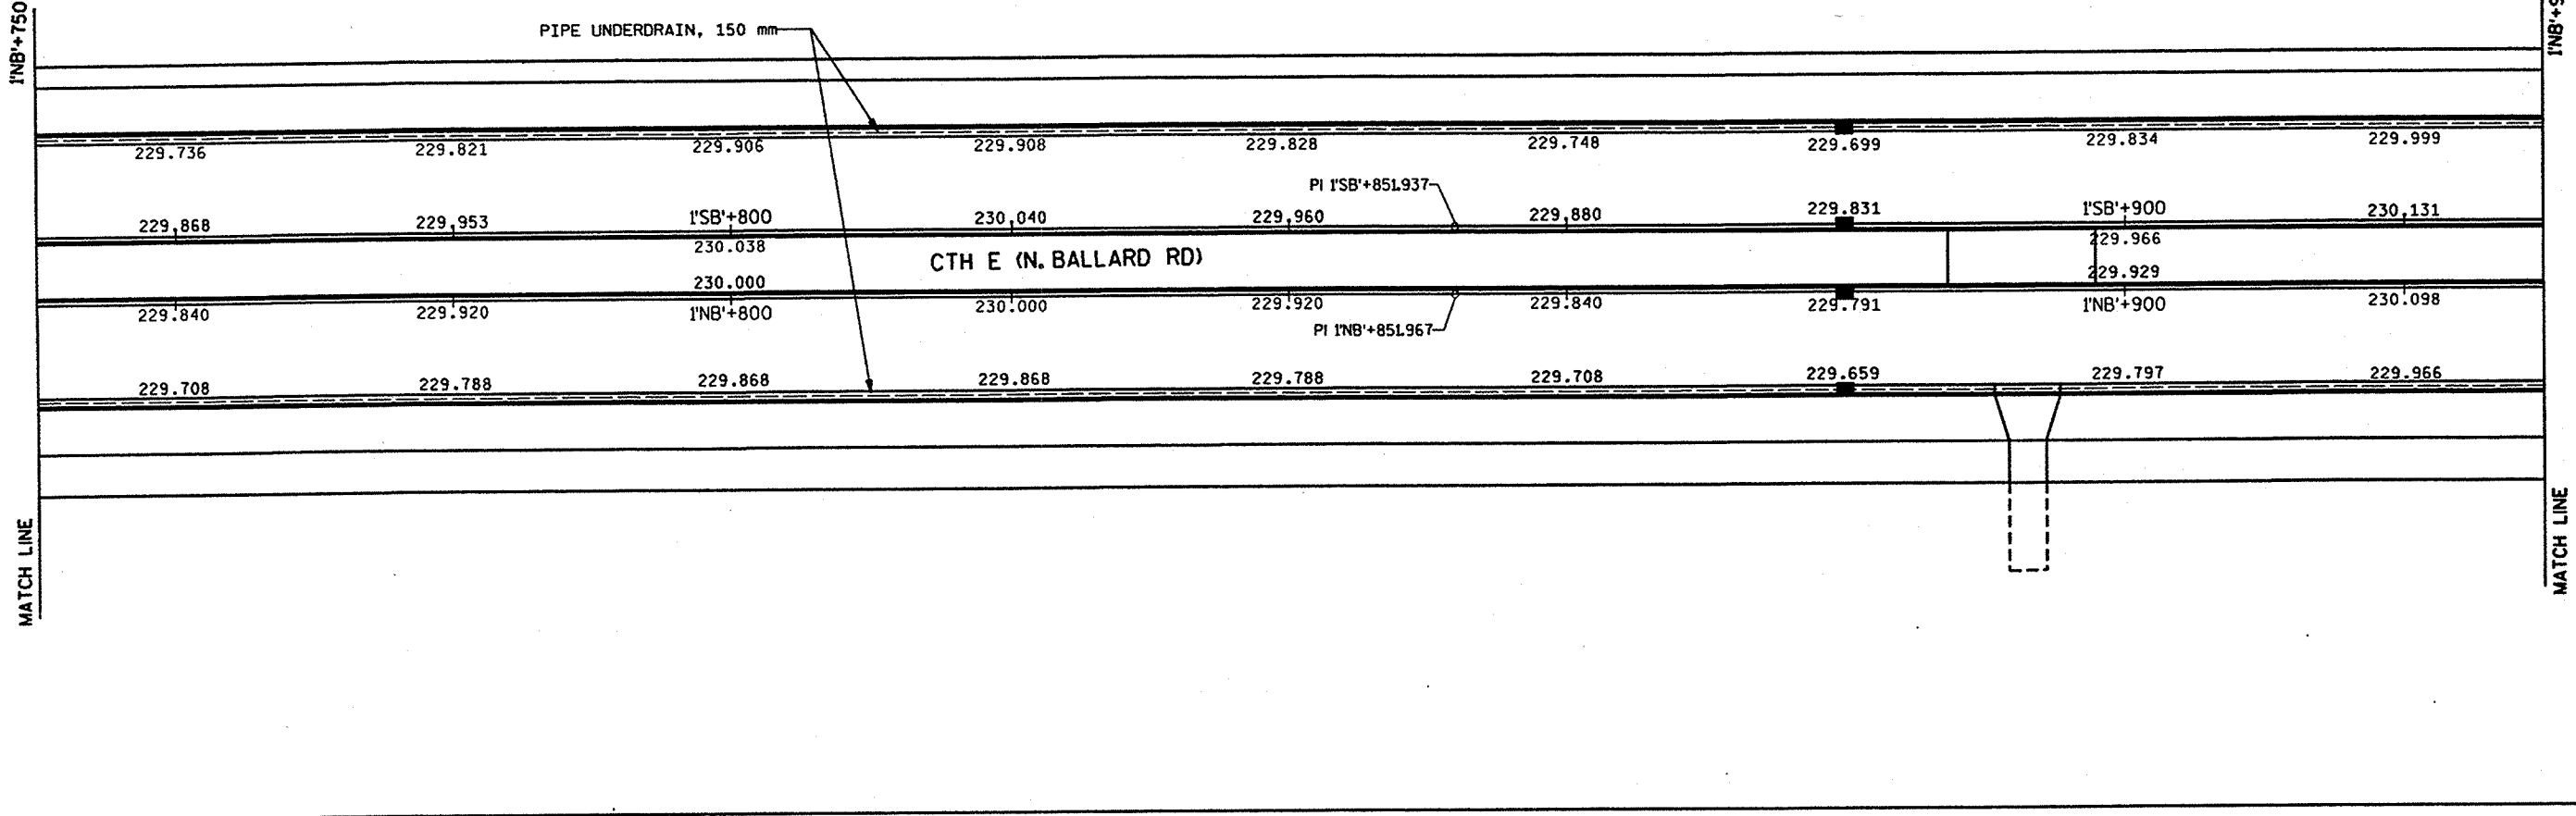 1'NB'+750
1'NB'+9
PIPE UNDERDRAIN, 150 mm
229.736 229.821 229.906 229.908 229.828 229.748 229.699 229.834 229.999
PI 1'SB'+851.937
229.868 229.953 1'SB'+800 230.040 229.960 229.880 229.831 1'SB'+900 230.131
230.038 229.966
CTH E (N. BALLARD RD)
230.000 229.929
229.840 229.920 1'NB'+800 230.000 229.920 229.840 229.791 1'NB'+900 230.098
PI 1'NB'+851.967
229.708 229.788 229.868 229.868 229.788 229.708 229.659 229.797 229.966
MATCH LINE
MATCH LINE